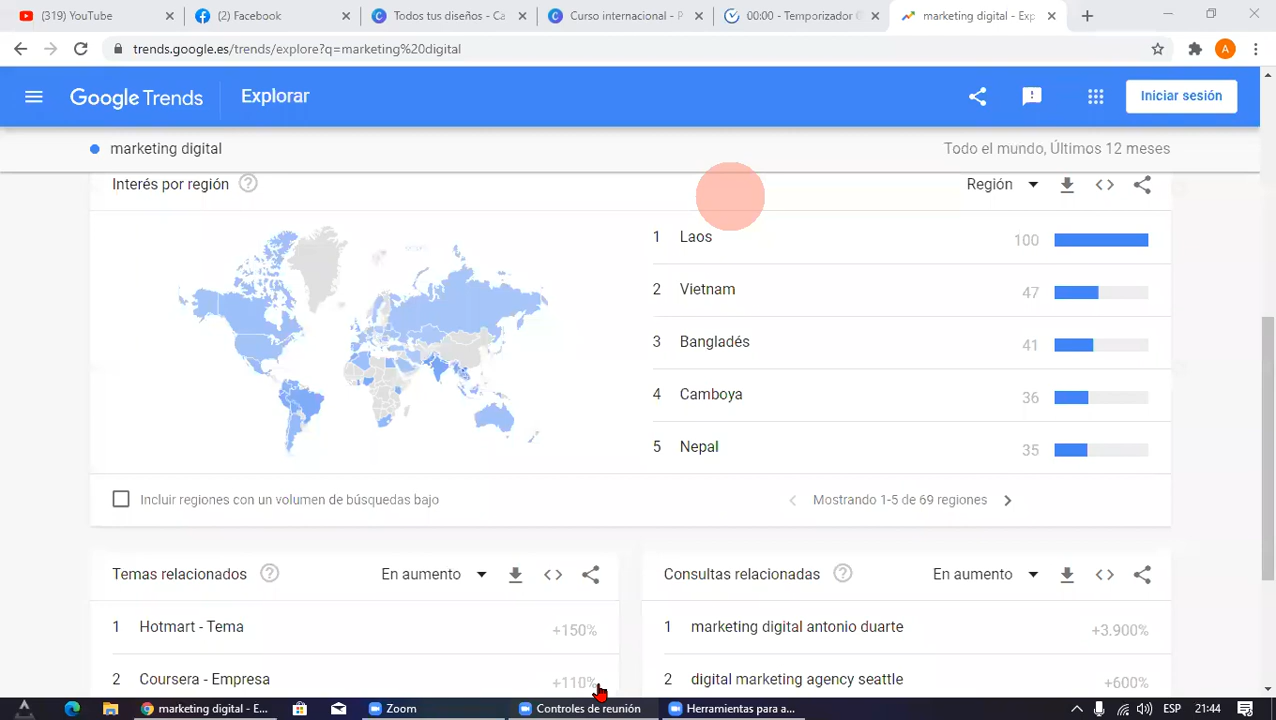 (319) YouTube
(2) Facebook
Todos tus diseños - Ca
Curso internacional - P
00:00 - Temporizador
marketing digital - Exp
trends.google.es/trends/explore?q=marketing%20digital
A
Google Trends
Explorar
Iniciar sesión
marketing digital
Todo el mundo, Últimos 12 meses
Interés por región
Región
1 Laos 100
2 Vietnam 47
3 Bangladés 41
4 Camboya 36
5 Nepal 35
Incluir regiones con un volumen de búsquedas bajo
Mostrando 1-5 de 69 regiones
Temas relacionados
En aumento
1 Hotmart - Tema +150%
2 Coursera - Empresa +110%
Consultas relacionadas
En aumento
1 marketing digital antonio duarte +3.900%
2 digital marketing agency seattle +600%
marketing digital - E...
Zoom
Controles de reunión
Herramientas para a...
ESP
21:44